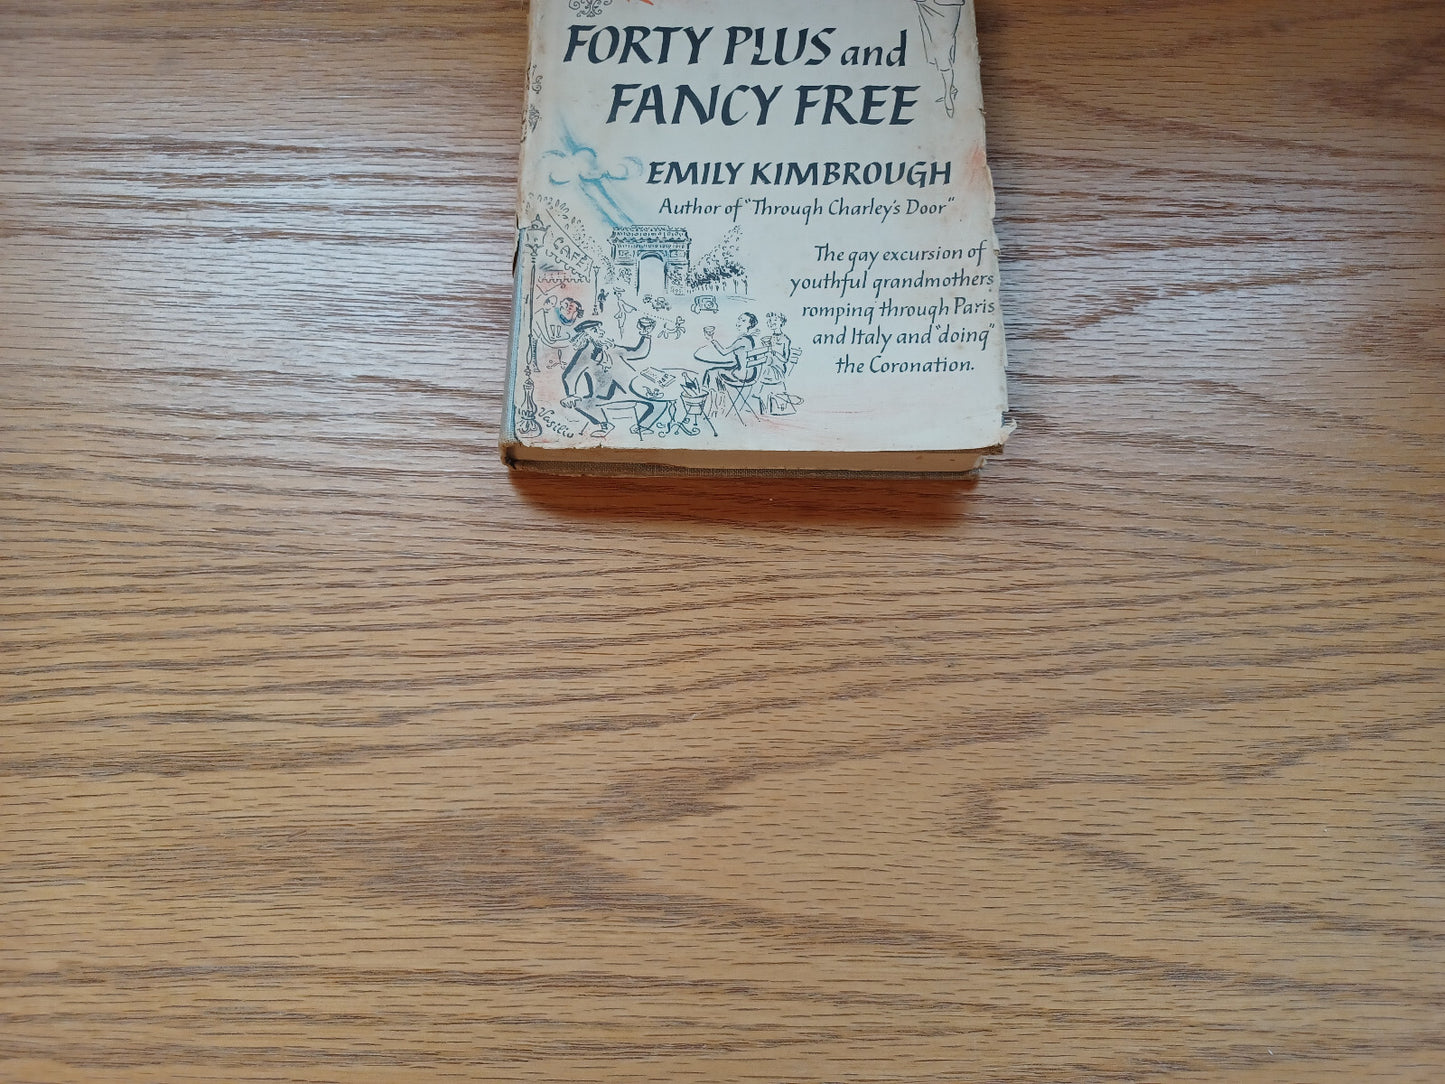 FORTY PLUS and
FANCY FREE
EMILY KIMBROUGH
Author of "Through Charley's Door"
The gay excursion of
youthful grandmothers
romping through Paris
and Italy and "doing"
the Coronation.
CAFE
Vasiliu